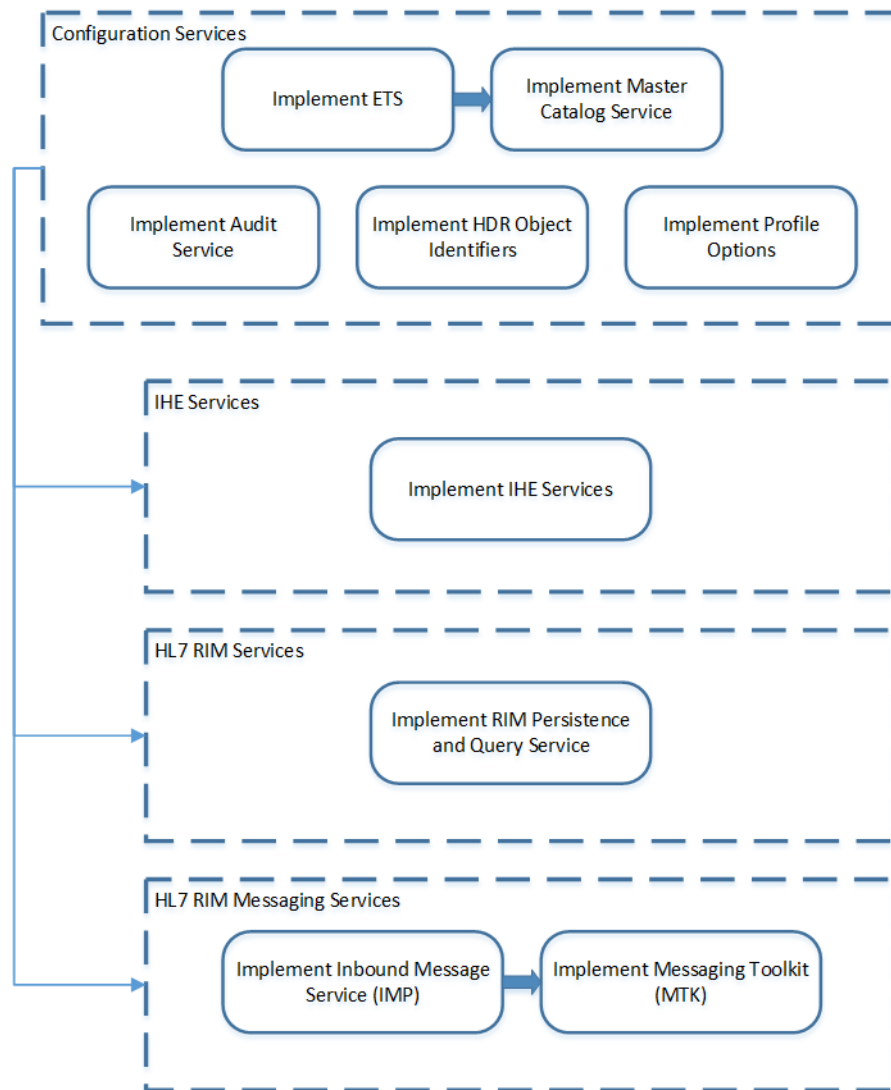 Configuration Services
Implement ETS
Implement Master
Catalog Service
Implement Audit
Service
Implement HDR Object
Identifiers
Implement Profile
Options
IHE Services
Implement IHE Services
HL7 RIM Services
Implement RIM Persistence
and Query Service
HL7 RIM Messaging Services
Implement Inbound Message
Service (IMP)
Implement Messaging Toolkit
(MTK)